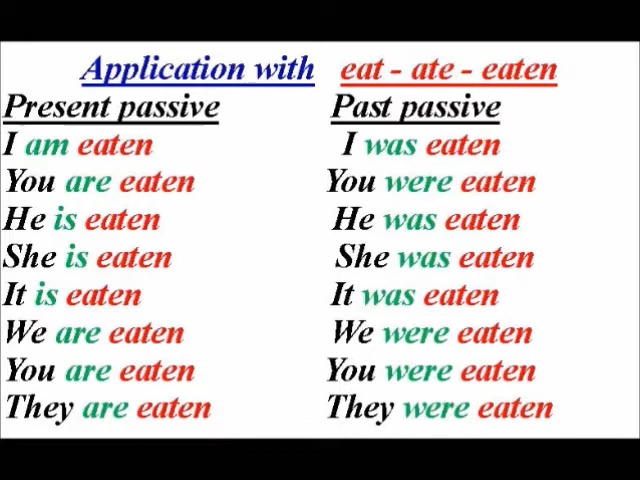 Application with eat - ate - eaten
Present passive Past passive
I am eaten I was eaten
You are eaten You were eaten
He is eaten He was eaten
She is eaten She was eaten
It is eaten It was eaten
We are eaten We were eaten
You are eaten You were eaten
They are eaten They were eaten